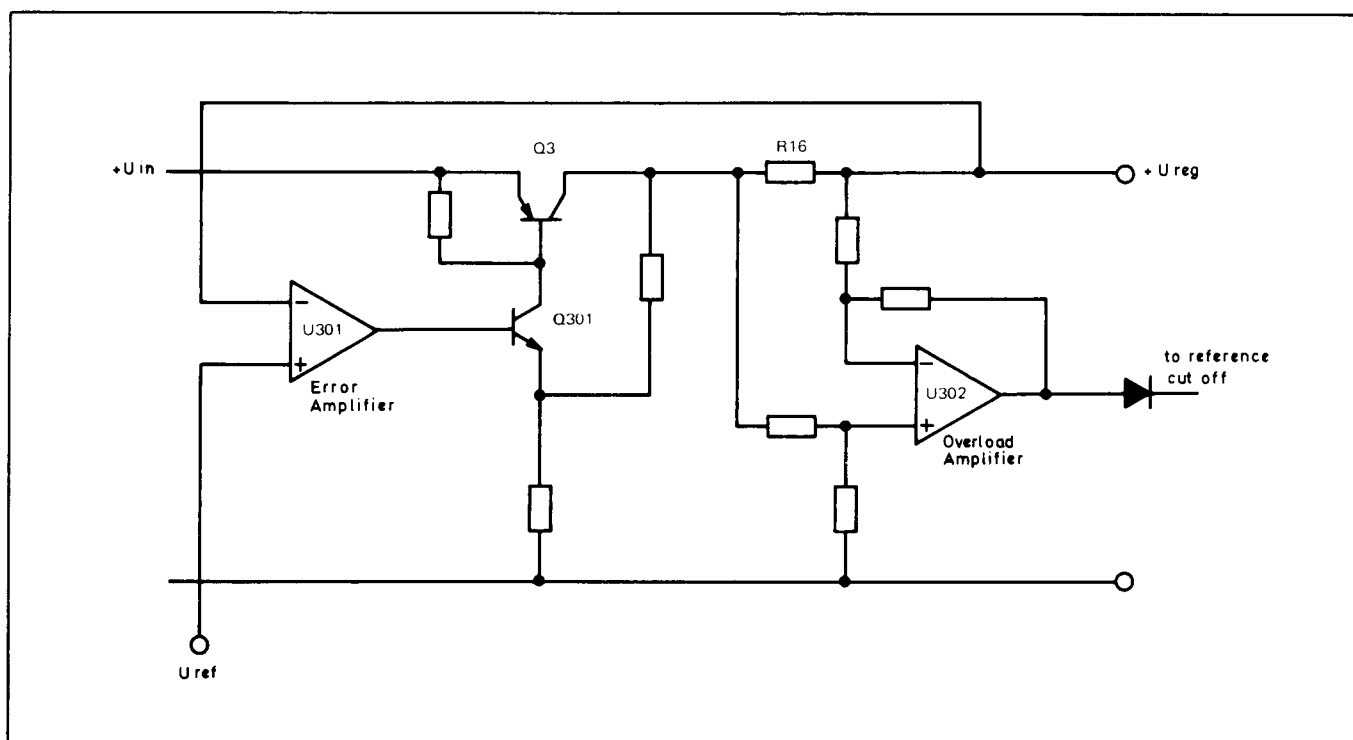 Q3
R16
+U in
+ U reg
U301
Q301
Error
Amplifier
to reference
cut off
U302
Overload
Amplifier
U ref